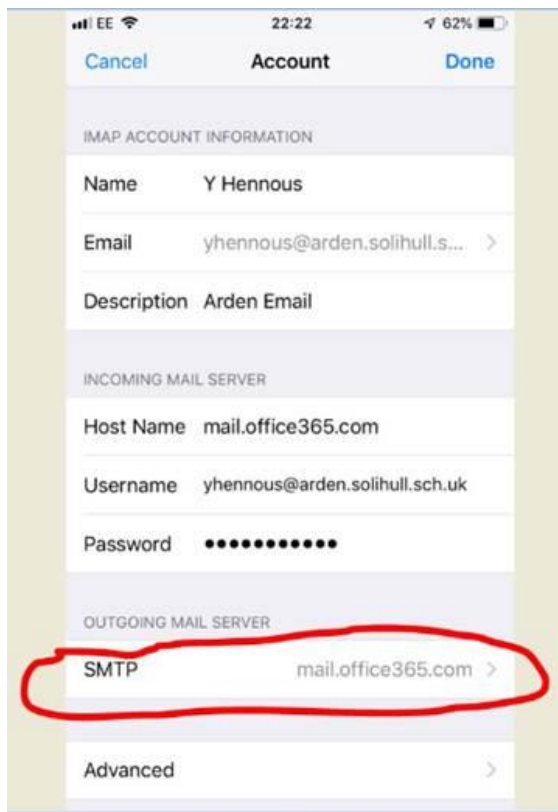 EE 22:22 62%
Cancel Account Done
IMAP ACCOUNT INFORMATION
Name Y Hennous
Email yhennous@arden.solihull.s... >
Description Arden Email
INCOMING MAIL SERVER
Host Name mail.office365.com
Username yhennous@arden.solihull.sch.uk
Password ●●●●●●●●●●●
OUTGOING MAIL SERVER
SMTP mail.office365.com >
Advanced >